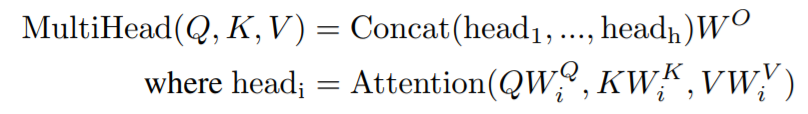 MultiHead(Q, K, V) = Concat(head₁, ..., headₕ)W^O
where headᵢ = Attention(QWᵢ^Q, KWᵢ^K, VWᵢ^V)